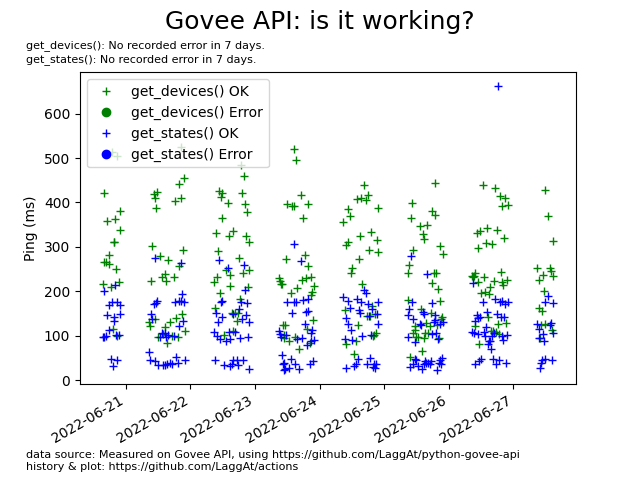 Govee API: is it working?
get_devices(): No recorded error in 7 days.
get_states(): No recorded error in 7 days.
get_devices() OK
get_devices() Error
get_states() OK
get_states() Error
Ping (ms)
600
500
400
300
200
100
0
2022-06-21
2022-06-22
2022-06-23
2022-06-24
2022-06-25
2022-06-26
2022-06-27
data source: Measured on Govee API, using https://github.com/LaggAt/python-govee-api
history & plot: https://github.com/LaggAt/actions